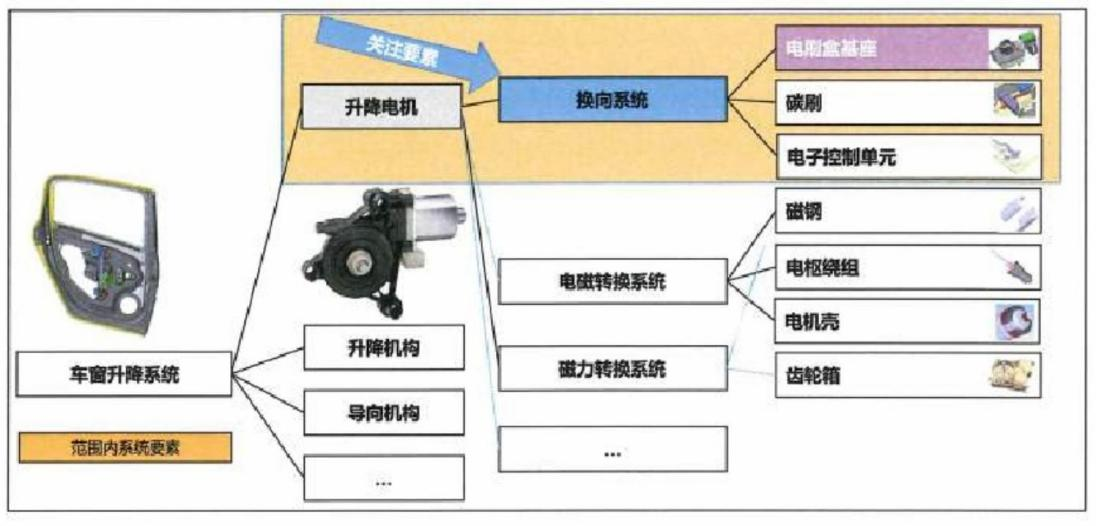 关注要素
升降电机
换向系统
电刷盒基座
碳刷
电子控制单元
磁钢
电磁转换系统
电枢绕组
电机壳
车窗升降系统
升降机构
磁力转换系统
齿轮箱
导向机构
范围内系统要素
...
...